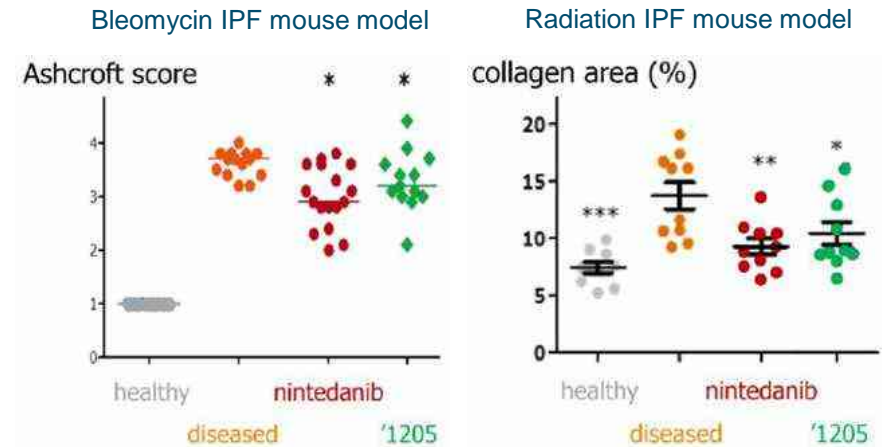 Bleomycin IPF mouse model
Ashcroft score
* *
4
3
2
1
0
healthy nintedanib
diseased '1205
Radiation IPF mouse model
collagen area (%)
20
15
10
5
0
***
**
*
healthy nintedanib
diseased '1205